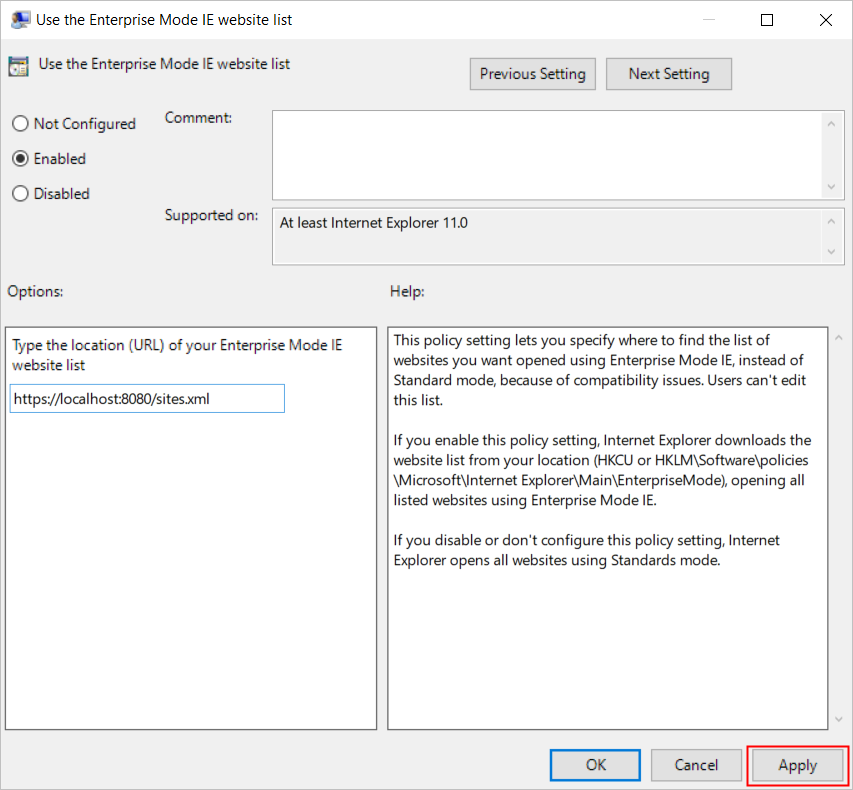 Use the Enterprise Mode IE website list
Use the Enterprise Mode IE website list
Previous Setting
Next Setting
Not Configured
Comment:
Enabled
Disabled
Supported on:
At least Internet Explorer 11.0
Options:
Help:
Type the location (URL) of your Enterprise Mode IE
website list
https://localhost:8080/sites.xml
This policy setting lets you specify where to find the list of
websites you want opened using Enterprise Mode IE, instead of
Standard mode, because of compatibility issues. Users can't edit
this list.
If you enable this policy setting, Internet Explorer downloads the
website list from your location (HKCU or HKLM\Software\policies
\Microsoft\Internet Explorer\Main\EnterpriseMode), opening all
listed websites using Enterprise Mode IE.
If you disable or don't configure this policy setting, Internet
Explorer opens all websites using Standards mode.
OK
Cancel
Apply